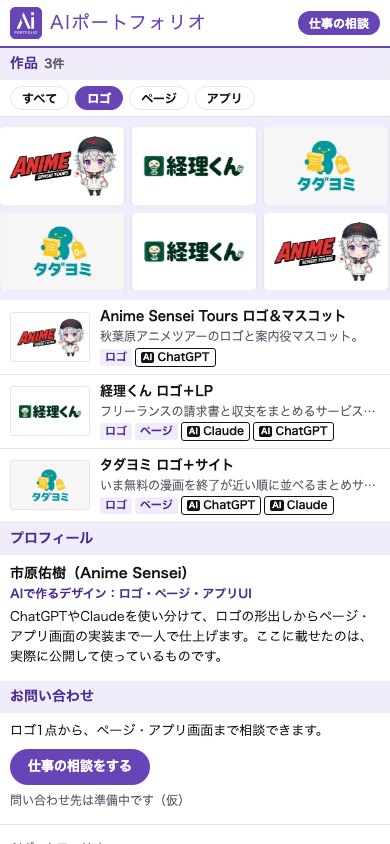 Ai
PORTFOLIO
AIポートフォリオ
仕事の相談
作品 3件
すべて ロゴ ページ アプリ
ANIME
SENSEI TOURS
経理くん
タダヨミ
タダヨミ
経理くん
ANIME
SENSEI TOURS
ANIME
Anime Sensei Tours ロゴ＆マスコット
秋葉原アニメツアーのロゴと案内役マスコット。
ロゴ AI ChatGPT
経理くん
経理くん ロゴ＋LP
フリーランスの請求書と収支をまとめるサービス…
ロゴ ページ AI Claude AI ChatGPT
タダヨミ
タダヨミ ロゴ＋サイト
いま無料の漫画を終了が近い順に並べるまとめサ…
ロゴ ページ AI ChatGPT AI Claude
プロフィール
市原佑樹（Anime Sensei）
AIで作るデザイン：ロゴ・ページ・アプリUI
ChatGPTやClaudeを使い分けて、ロゴの形出しからページ・
アプリ画面の実装まで一人で仕上げます。ここに載せたのは、
実際に公開して使っているものです。
お問い合わせ
ロゴ1点から、ページ・アプリ画面まで相談できます。
仕事の相談をする
問い合わせ先は準備中です（仮）